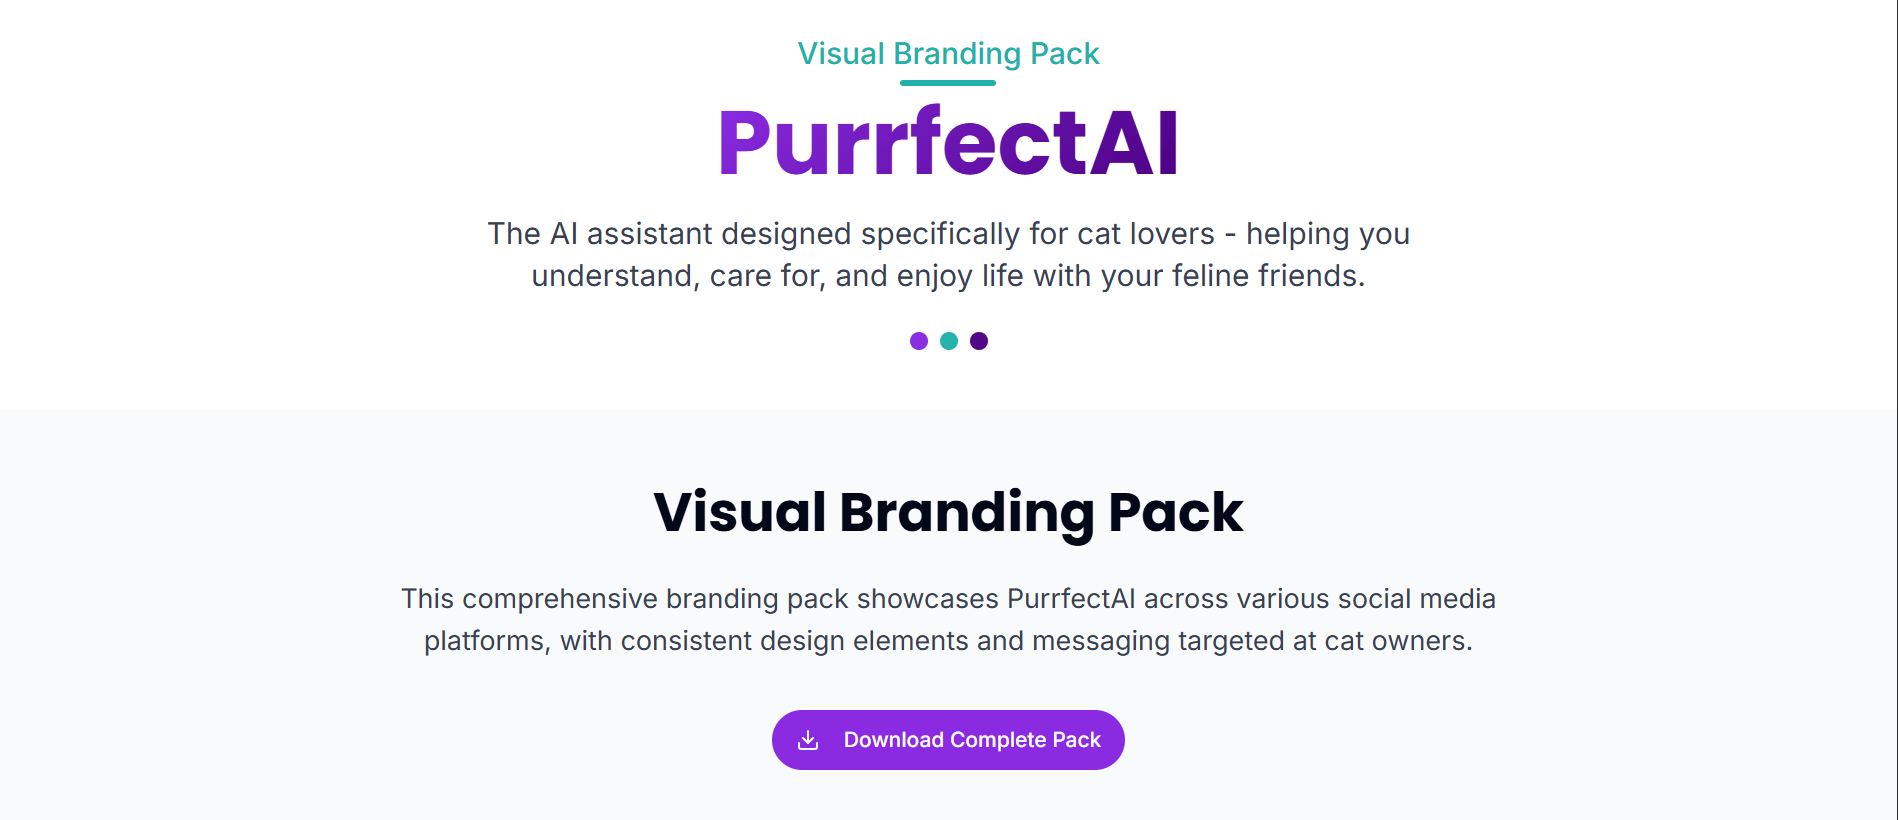 Visual Branding Pack
PurrfectAI
The AI assistant designed specifically for cat lovers - helping you
understand, care for, and enjoy life with your feline friends.
Visual Branding Pack
This comprehensive branding pack showcases PurrfectAI across various social media
platforms, with consistent design elements and messaging targeted at cat owners.
Download Complete Pack